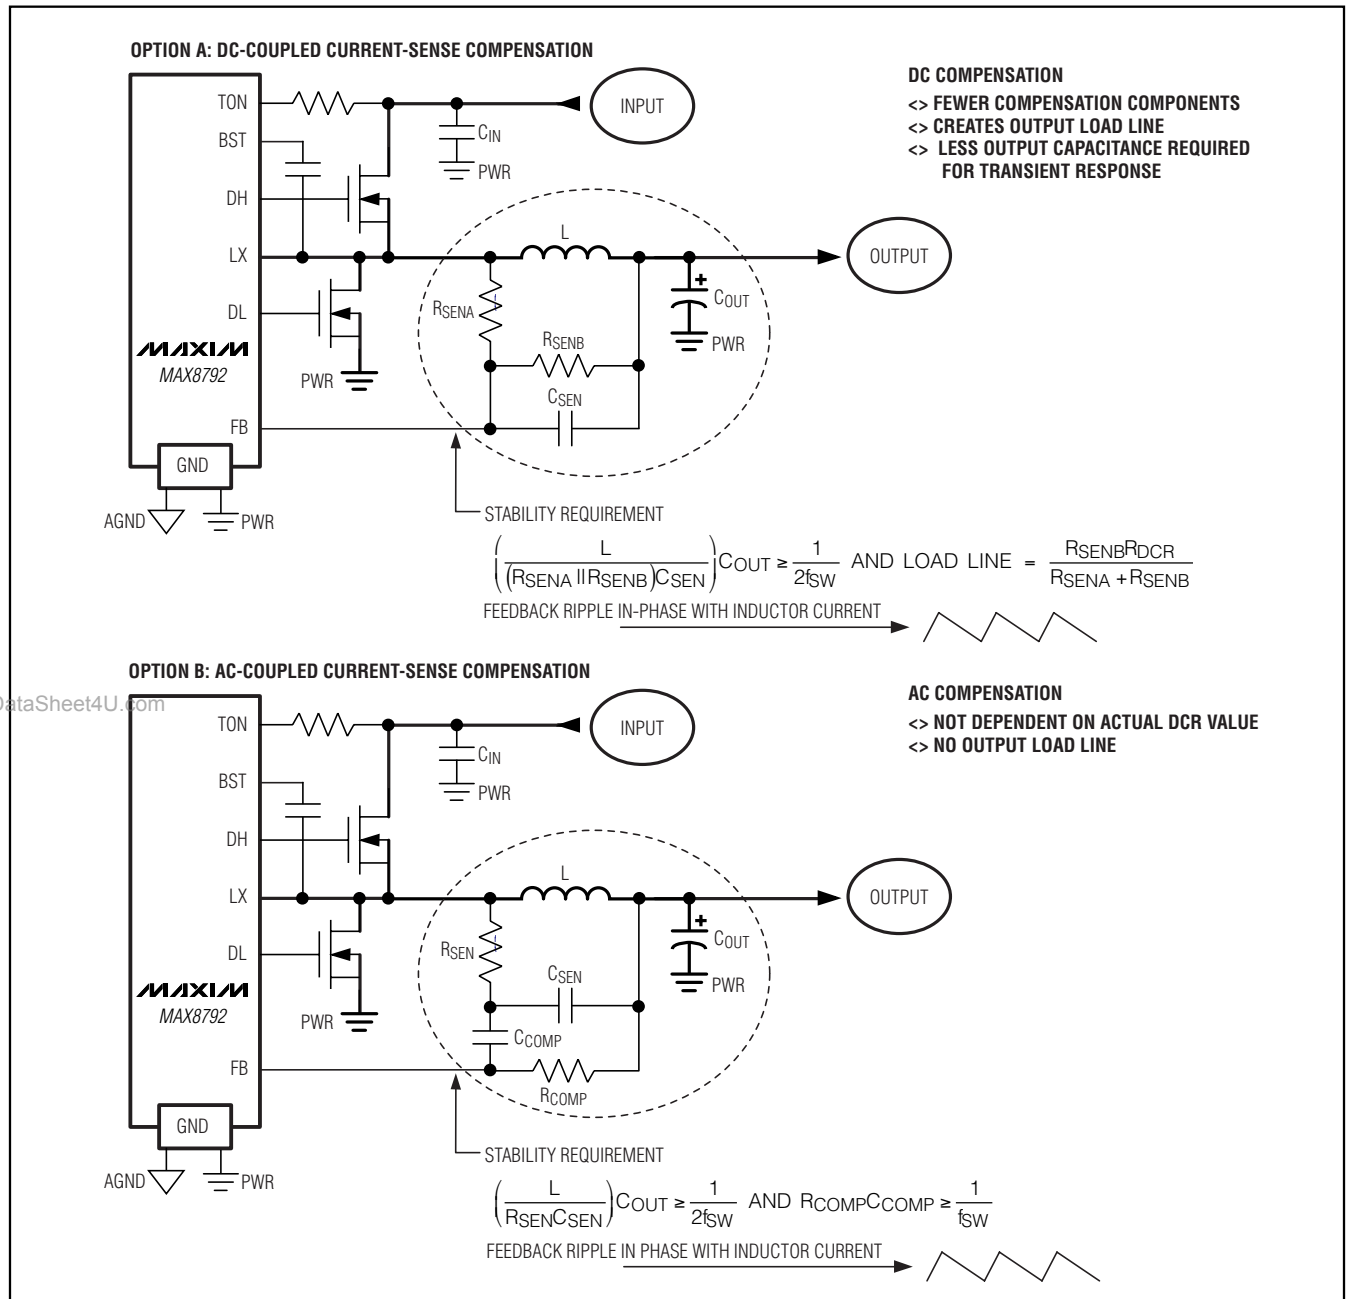 OPTION A: DC-COUPLED CURRENT-SENSE COMPENSATION
DC COMPENSATION
<> FEWER COMPENSATION COMPONENTS
<> CREATES OUTPUT LOAD LINE
<> LESS OUTPUT CAPACITANCE REQUIRED
FOR TRANSIENT RESPONSE
TON
BST
DH
LX
DL
MAXIM
MAX8792
FB
GND
AGND
PWR
INPUT
CIN
PWR
L
OUTPUT
RSENA
COUT
PWR
RSENB
PWR
CSEN
STABILITY REQUIREMENT
(L / ((RSENA II RSENB)CSEN)) COUT ≥ 1 / 2fSW AND LOAD LINE = RSENBRDCR / RSENA + RSENB
FEEDBACK RIPPLE IN-PHASE WITH INDUCTOR CURRENT
OPTION B: AC-COUPLED CURRENT-SENSE COMPENSATION
DataSheet4U.com
AC COMPENSATION
<> NOT DEPENDENT ON ACTUAL DCR VALUE
<> NO OUTPUT LOAD LINE
TON
BST
DH
LX
DL
MAXIM
MAX8792
FB
GND
AGND
PWR
INPUT
CIN
PWR
L
OUTPUT
RSEN
COUT
CSEN
PWR
PWR
CCOMP
RCOMP
STABILITY REQUIREMENT
(L / RSENCSEN) COUT ≥ 1 / 2fSW AND RCOMPCCOMP ≥ 1 / fSW
FEEDBACK RIPPLE IN PHASE WITH INDUCTOR CURRENT